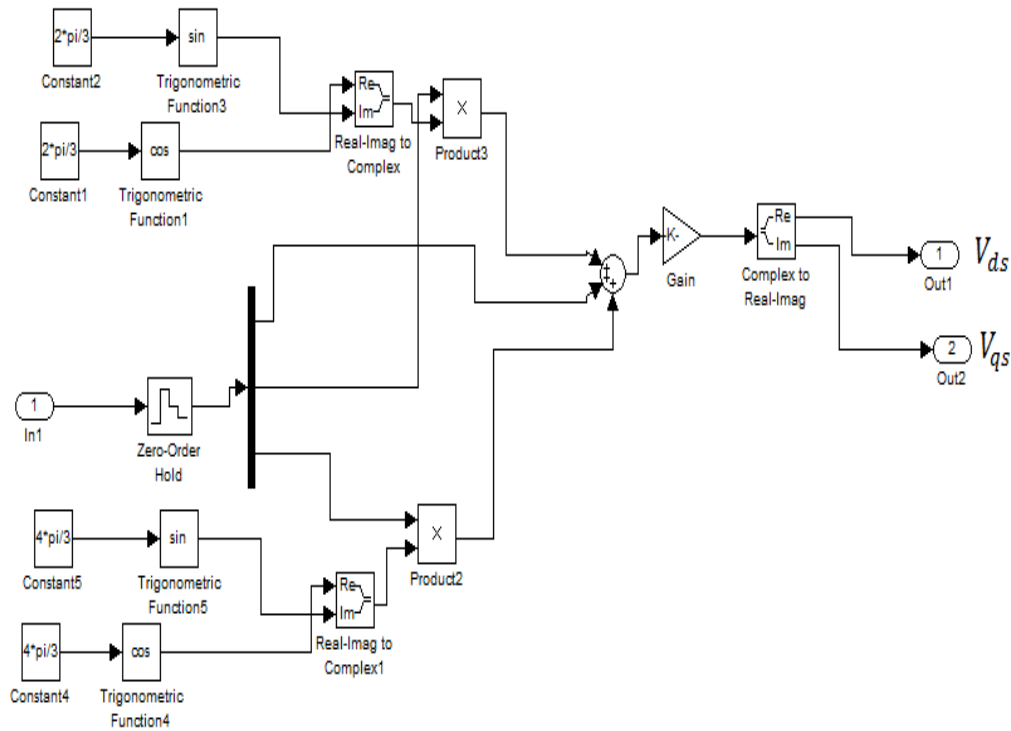 2*pi/3
Constant2
sin
Trigonometric
Function3
Re
Im
Real-Imag to
Complex
X
Product3
2*pi/3
Constant1
cos
Trigonometric
Function1
K-
Gain
Re
Im
Complex to
Real-Imag
1
Out1
V_ds
2
Out2
V_qs
+
+
+
1
In1
Zero-Order
Hold
4*pi/3
Constant5
sin
Trigonometric
Function5
X
Product2
Re
Im
Real-Imag to
Complex1
4*pi/3
Constant4
cos
Trigonometric
Function4